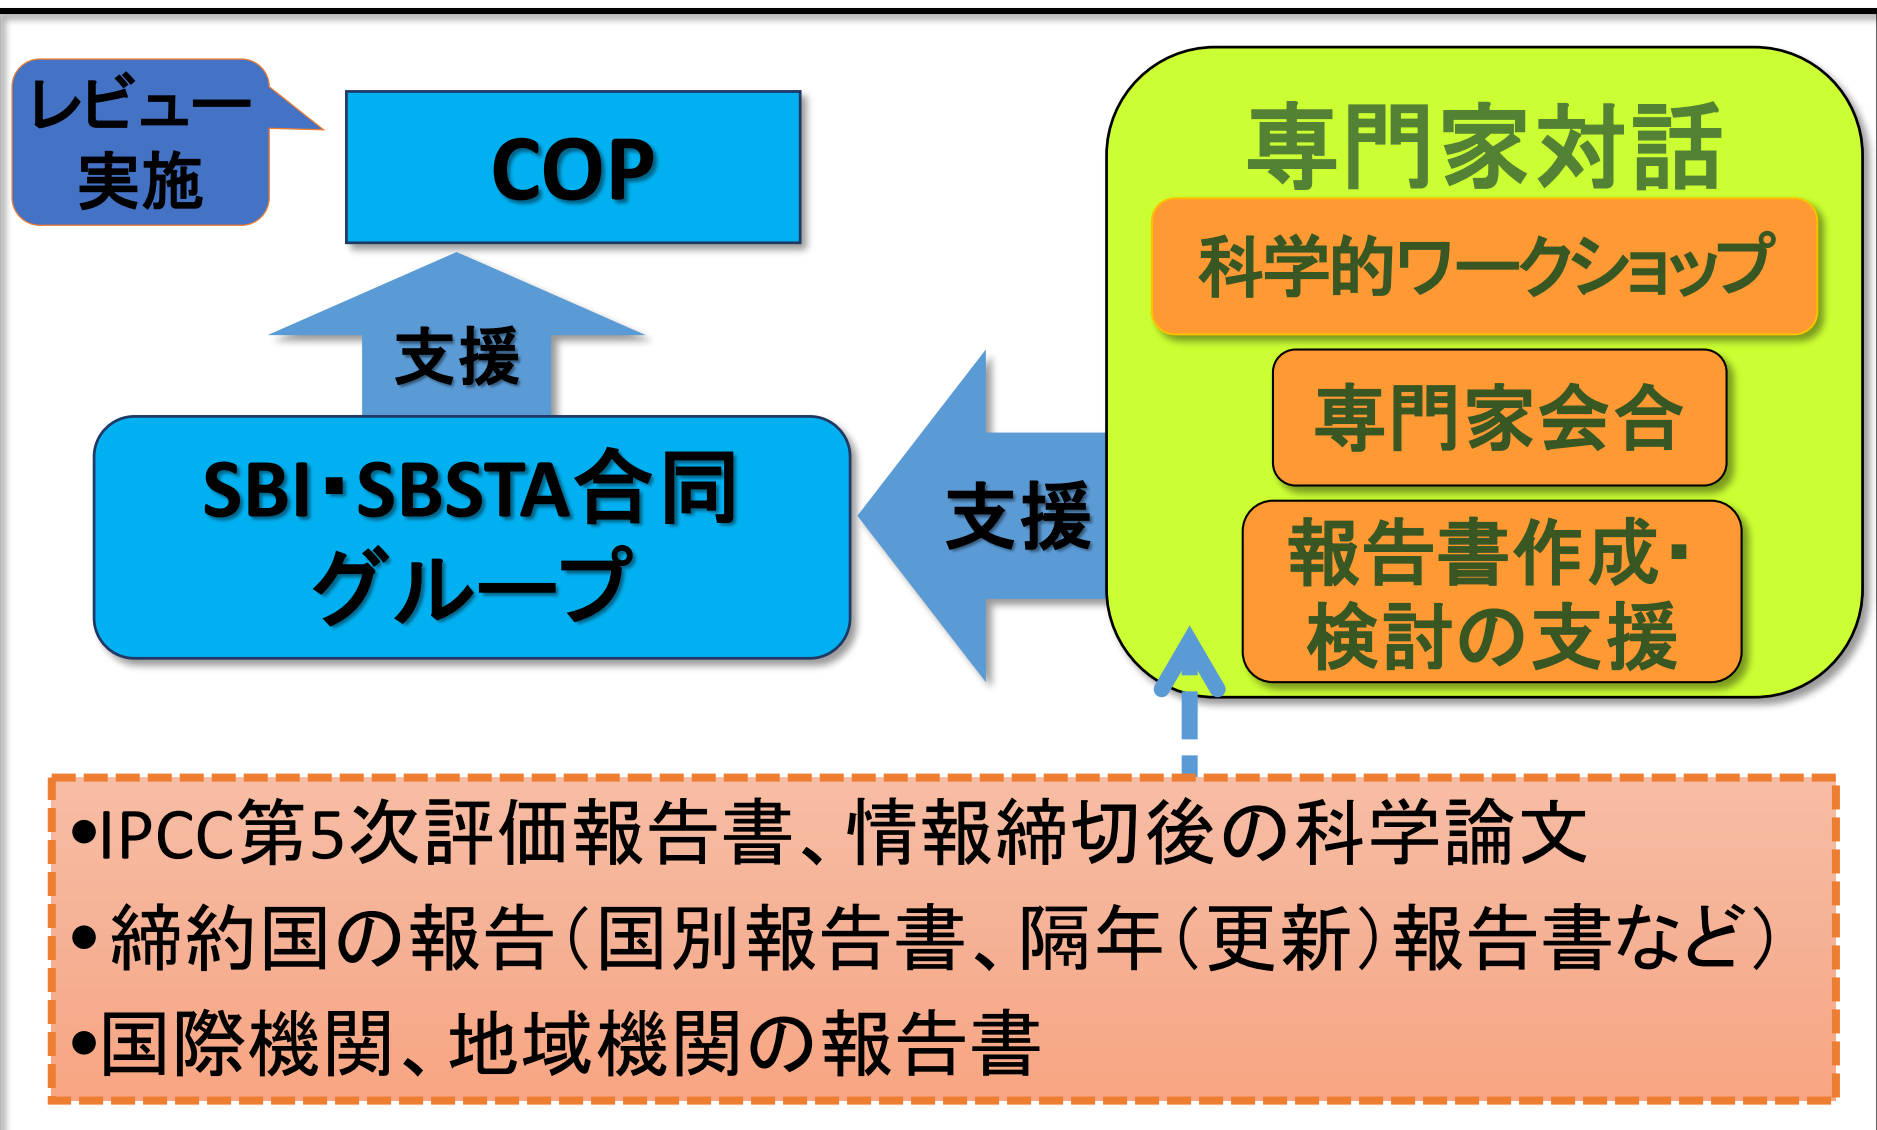 レビュー
実施
COP
支援
SBI・SBSTA合同
グループ
支援
専門家対話
科学的ワークショップ
専門家会合
報告書作成・
検討の支援
•IPCC第5次評価報告書、情報締切後の科学論文
•締約国の報告（国別報告書、隔年（更新）報告書など）
•国際機関、地域機関の報告書